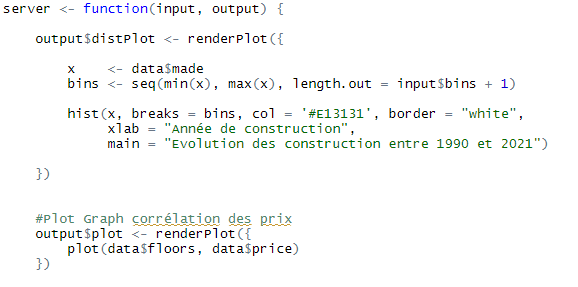 server <- function(input, output) {
output$distPlot <- renderPlot({
x    <- data$made
bins <- seq(min(x), max(x), length.out = input$bins + 1)
hist(x, breaks = bins, col = '#E13131', border = "white",
xlab = "Année de construction",
main = "Evolution des construction entre 1990 et 2021")
})
#Plot Graph corrélation des prix
output$plot <- renderPlot({
plot(data$floors, data$price)
})